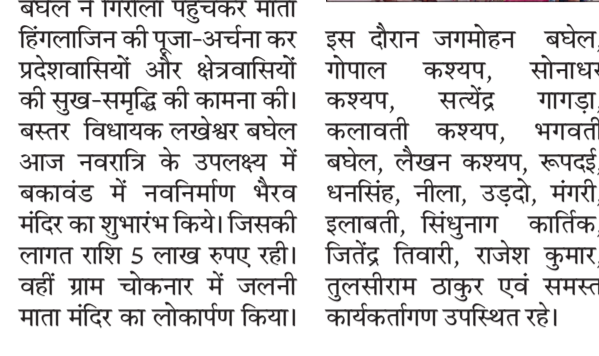 बघेल ने गिरोला पहुंचकर माता
हिंगलाजिन की पूजा-अर्चना कर
प्रदेशवासियों और क्षेत्रवासियों
की सुख-समृद्धि की कामना की।
बस्तर विधायक लखेश्वर बघेल
आज नवरात्रि के उपलक्ष्य में
बकावंड में नवनिर्माण भैरव
मंदिर का शुभारंभ किये। जिसकी
लागत राशि 5 लाख रुपए रही।
वहीं ग्राम चोकनार में जलनी
माता मंदिर का लोकार्पण किया।
इस दौरान जगमोहन बघेल,
गोपाल कश्यप, सोनाधर
कश्यप, सत्येंद्र गागड़ा,
कलावती कश्यप, भगवती
बघेल, लैखन कश्यप, रूपदई,
धनसिंह, नीला, उड़दो, मंगरी,
इलाबती, सिंधुनाग कार्तिक,
जितेंद्र तिवारी, राजेश कुमार,
तुलसीराम ठाकुर एवं समस्त
कार्यकर्तागण उपस्थित रहे।